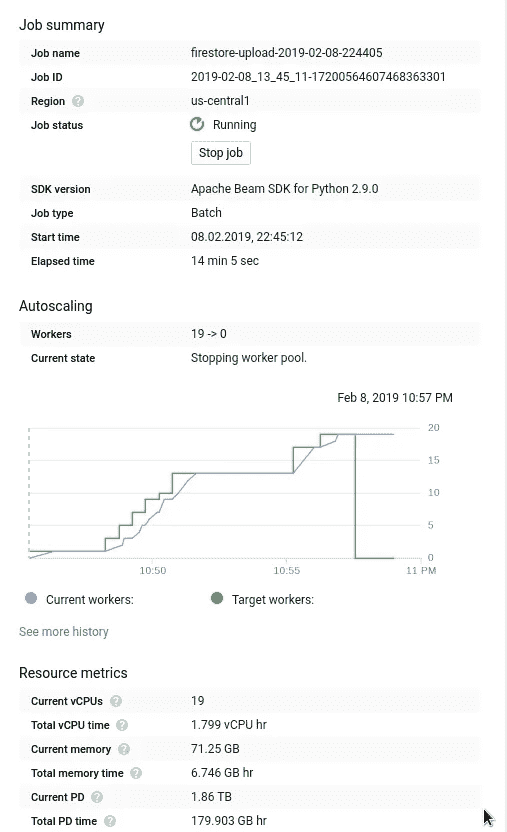 Job summary
Job name firestore-upload-2019-02-08-224405
Job ID 2019-02-08_13_45_11-17200564607468363301
Region ? us-central1
Job status Running
Stop job
SDK version Apache Beam SDK for Python 2.9.0
Job type Batch
Start time 08.02.2019, 22:45:12
Elapsed time 14 min 5 sec
Autoscaling
Workers 19 -> 0
Current state Stopping worker pool.
Feb 8, 2019 10:57 PM
20
15
10
5
0
10:50 10:55 11 PM
Current workers: Target workers:
See more history
Resource metrics
Current vCPUs ? 19
Total vCPU time ? 1.799 vCPU hr
Current memory ? 71.25 GB
Total memory time ? 6.746 GB hr
Current PD ? 1.86 TB
Total PD time ? 179.903 GB hr